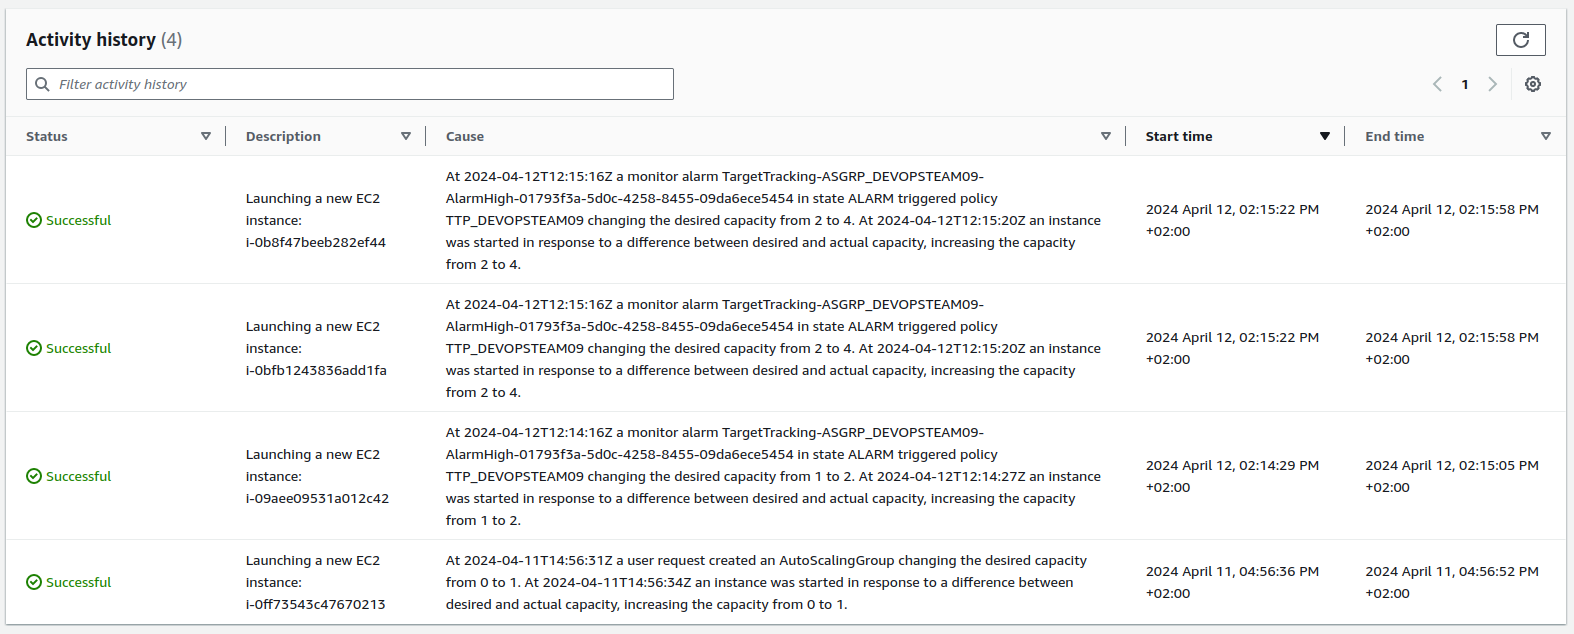 Activity history (4)
Filter activity history
1
Status Description Cause Start time End time
Successful
Launching a new EC2
instance:
i-0b8f47beeb282ef44
At 2024-04-12T12:15:16Z a monitor alarm TargetTracking-ASGRP_DEVOPSTEAM09-
AlarmHigh-01793f3a-5d0c-4258-8455-09da6ece5454 in state ALARM triggered policy
TTP_DEVOPSTEAM09 changing the desired capacity from 2 to 4. At 2024-04-12T12:15:20Z an instance
was started in response to a difference between desired and actual capacity, increasing the capacity
from 2 to 4.
2024 April 12, 02:15:22 PM
+02:00
2024 April 12, 02:15:58 PM
+02:00
Successful
Launching a new EC2
instance:
i-0bfb1243836add1fa
At 2024-04-12T12:15:16Z a monitor alarm TargetTracking-ASGRP_DEVOPSTEAM09-
AlarmHigh-01793f3a-5d0c-4258-8455-09da6ece5454 in state ALARM triggered policy
TTP_DEVOPSTEAM09 changing the desired capacity from 2 to 4. At 2024-04-12T12:15:20Z an instance
was started in response to a difference between desired and actual capacity, increasing the capacity
from 2 to 4.
2024 April 12, 02:15:22 PM
+02:00
2024 April 12, 02:15:58 PM
+02:00
Successful
Launching a new EC2
instance:
i-09aee09531a012c42
At 2024-04-12T12:14:16Z a monitor alarm TargetTracking-ASGRP_DEVOPSTEAM09-
AlarmHigh-01793f3a-5d0c-4258-8455-09da6ece5454 in state ALARM triggered policy
TTP_DEVOPSTEAM09 changing the desired capacity from 1 to 2. At 2024-04-12T12:14:27Z an instance
was started in response to a difference between desired and actual capacity, increasing the capacity
from 1 to 2.
2024 April 12, 02:14:29 PM
+02:00
2024 April 12, 02:15:05 PM
+02:00
Successful
Launching a new EC2
instance:
i-0ff73543c47670213
At 2024-04-11T14:56:31Z a user request created an AutoScalingGroup changing the desired capacity
from 0 to 1. At 2024-04-11T14:56:34Z an instance was started in response to a difference between
desired and actual capacity, increasing the capacity from 0 to 1.
2024 April 11, 04:56:36 PM
+02:00
2024 April 11, 04:56:52 PM
+02:00